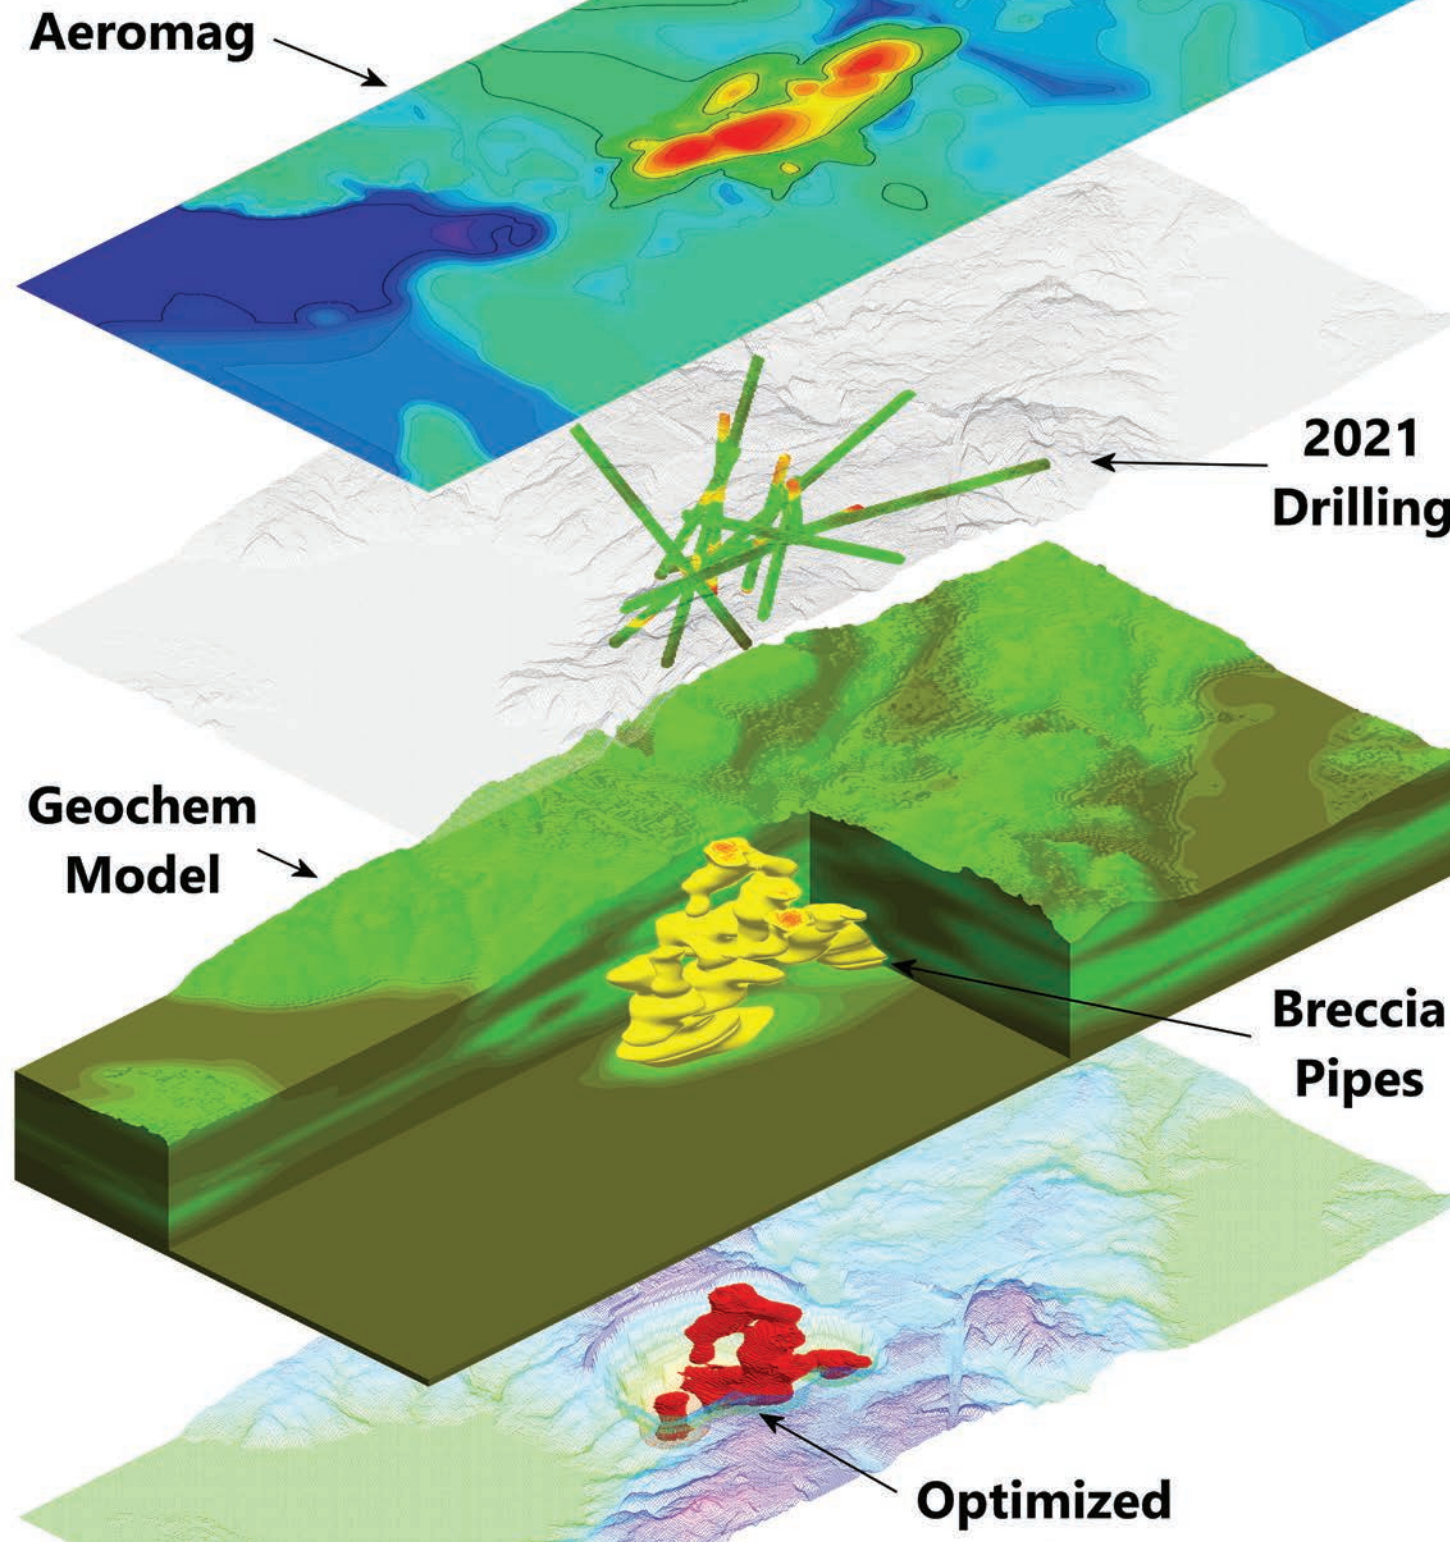 Aeromag
2021
Drilling
Geochem
Model
Breccia
Pipes
Optimized